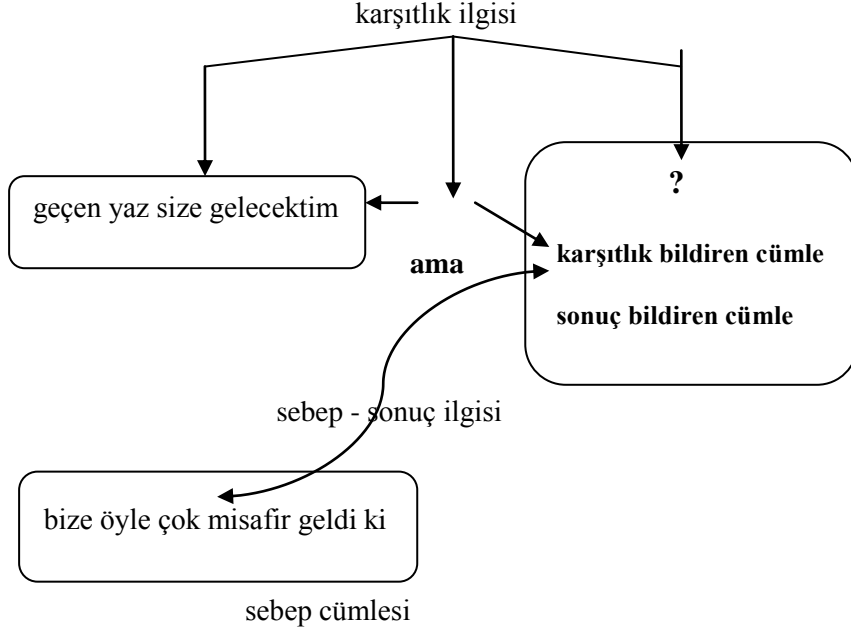 karşıtlık ilgisi
geçen yaz size gelecektim
?
ama
karşıtlık bildiren cümle
sonuç bildiren cümle
sebep - sonuç ilgisi
bize öyle çok misafir geldi ki
sebep cümlesi